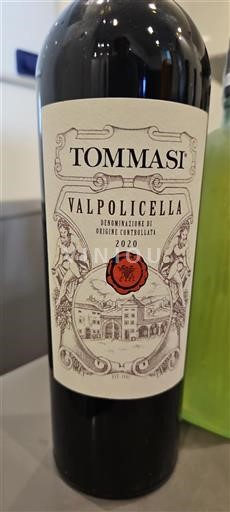 TOMMASI
VALPOLICELLA
DENOMINAZIONE DI
ORIGINE CONTROLLATA
2020